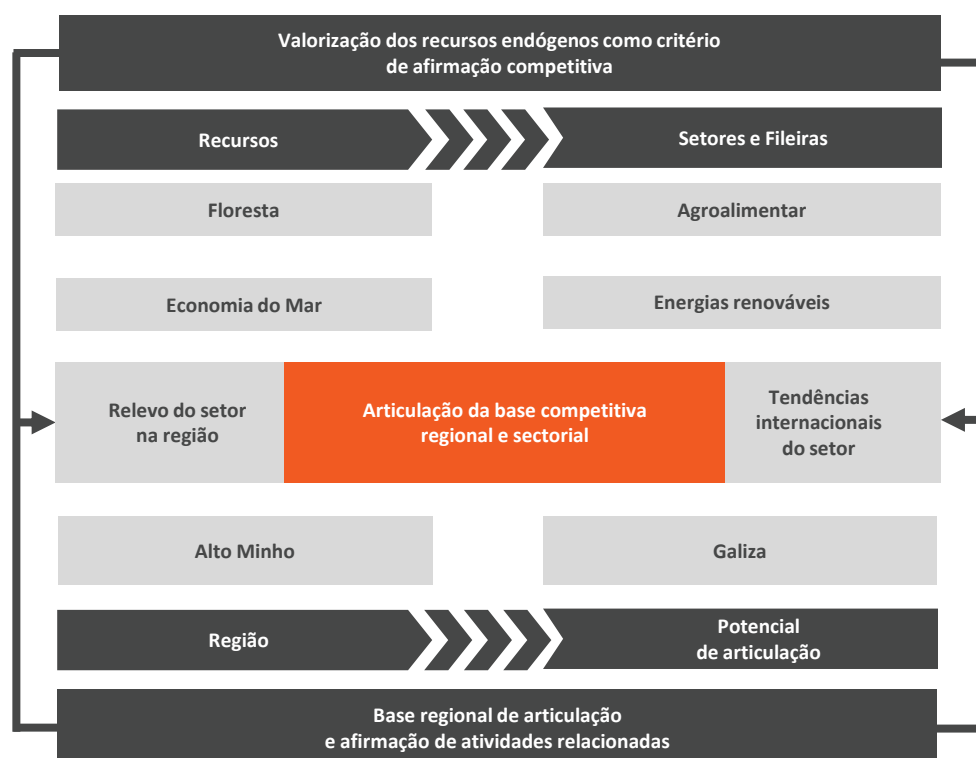 Valorização dos recursos endógenos como critério
de afirmação competitiva
Recursos
Setores e Fileiras
Floresta
Agroalimentar
Economia do Mar
Energias renováveis
Relevo do setor
na região
Articulação da base competitiva
regional e sectorial
Tendências
internacionais
do setor
Alto Minho
Galiza
Região
Potencial
de articulação
Base regional de articulação
e afirmação de atividades relacionadas